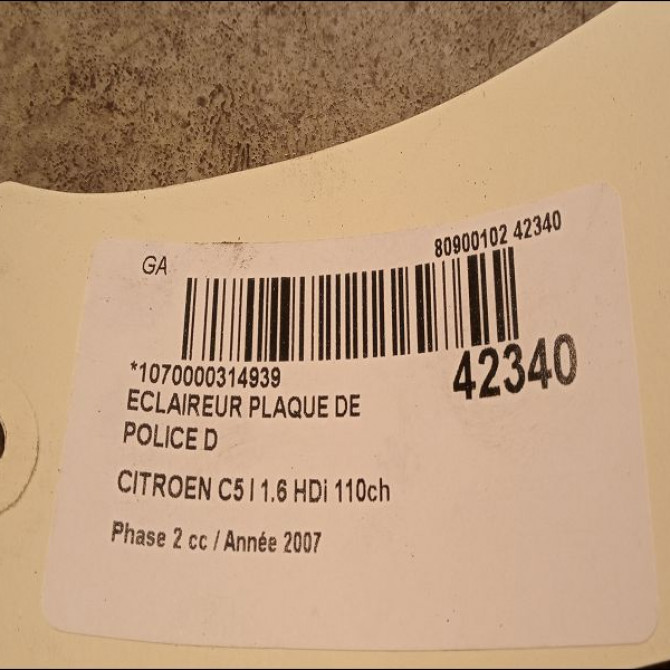 GA
80900102 42340
*1070000314939
42340
ECLAIREUR PLAQUE DE
POLICE D
CITROEN C5 I 1.6 HDi 110ch
Phase 2 cc / Année 2007